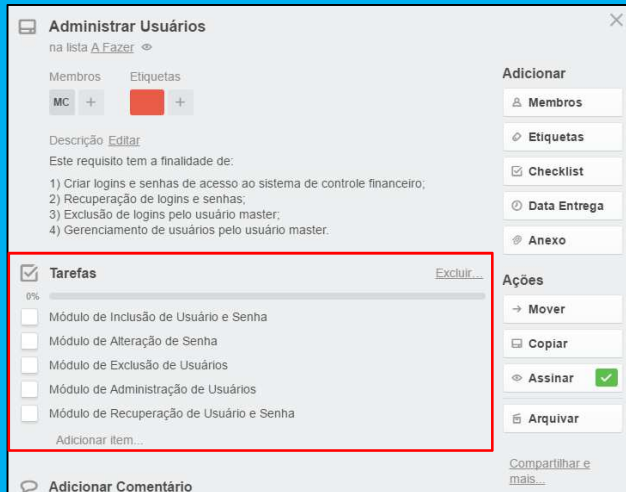 Administrar Usuários
na lista A Fazer
Membros Etiquetas
MC +
+
Descrição Editar
Este requisito tem a finalidade de:
1) Criar logins e senhas de acesso ao sistema de controle financeiro;
2) Recuperação de logins e senhas;
3) Exclusão de logins pelo usuário master;
4) Gerenciamento de usuários pelo usuário master.
Tarefas Excluir...
0%
Módulo de Inclusão de Usuário e Senha
Módulo de Alteração de Senha
Módulo de Exclusão de Usuários
Módulo de Administração de Usuários
Módulo de Recuperação de Usuário e Senha
Adicionar item...
Adicionar Comentário
Adicionar
Membros
Etiquetas
Checklist
Data Entrega
Anexo
Ações
Mover
Copiar
Assinar
Arquivar
Compartilhar e
mais...